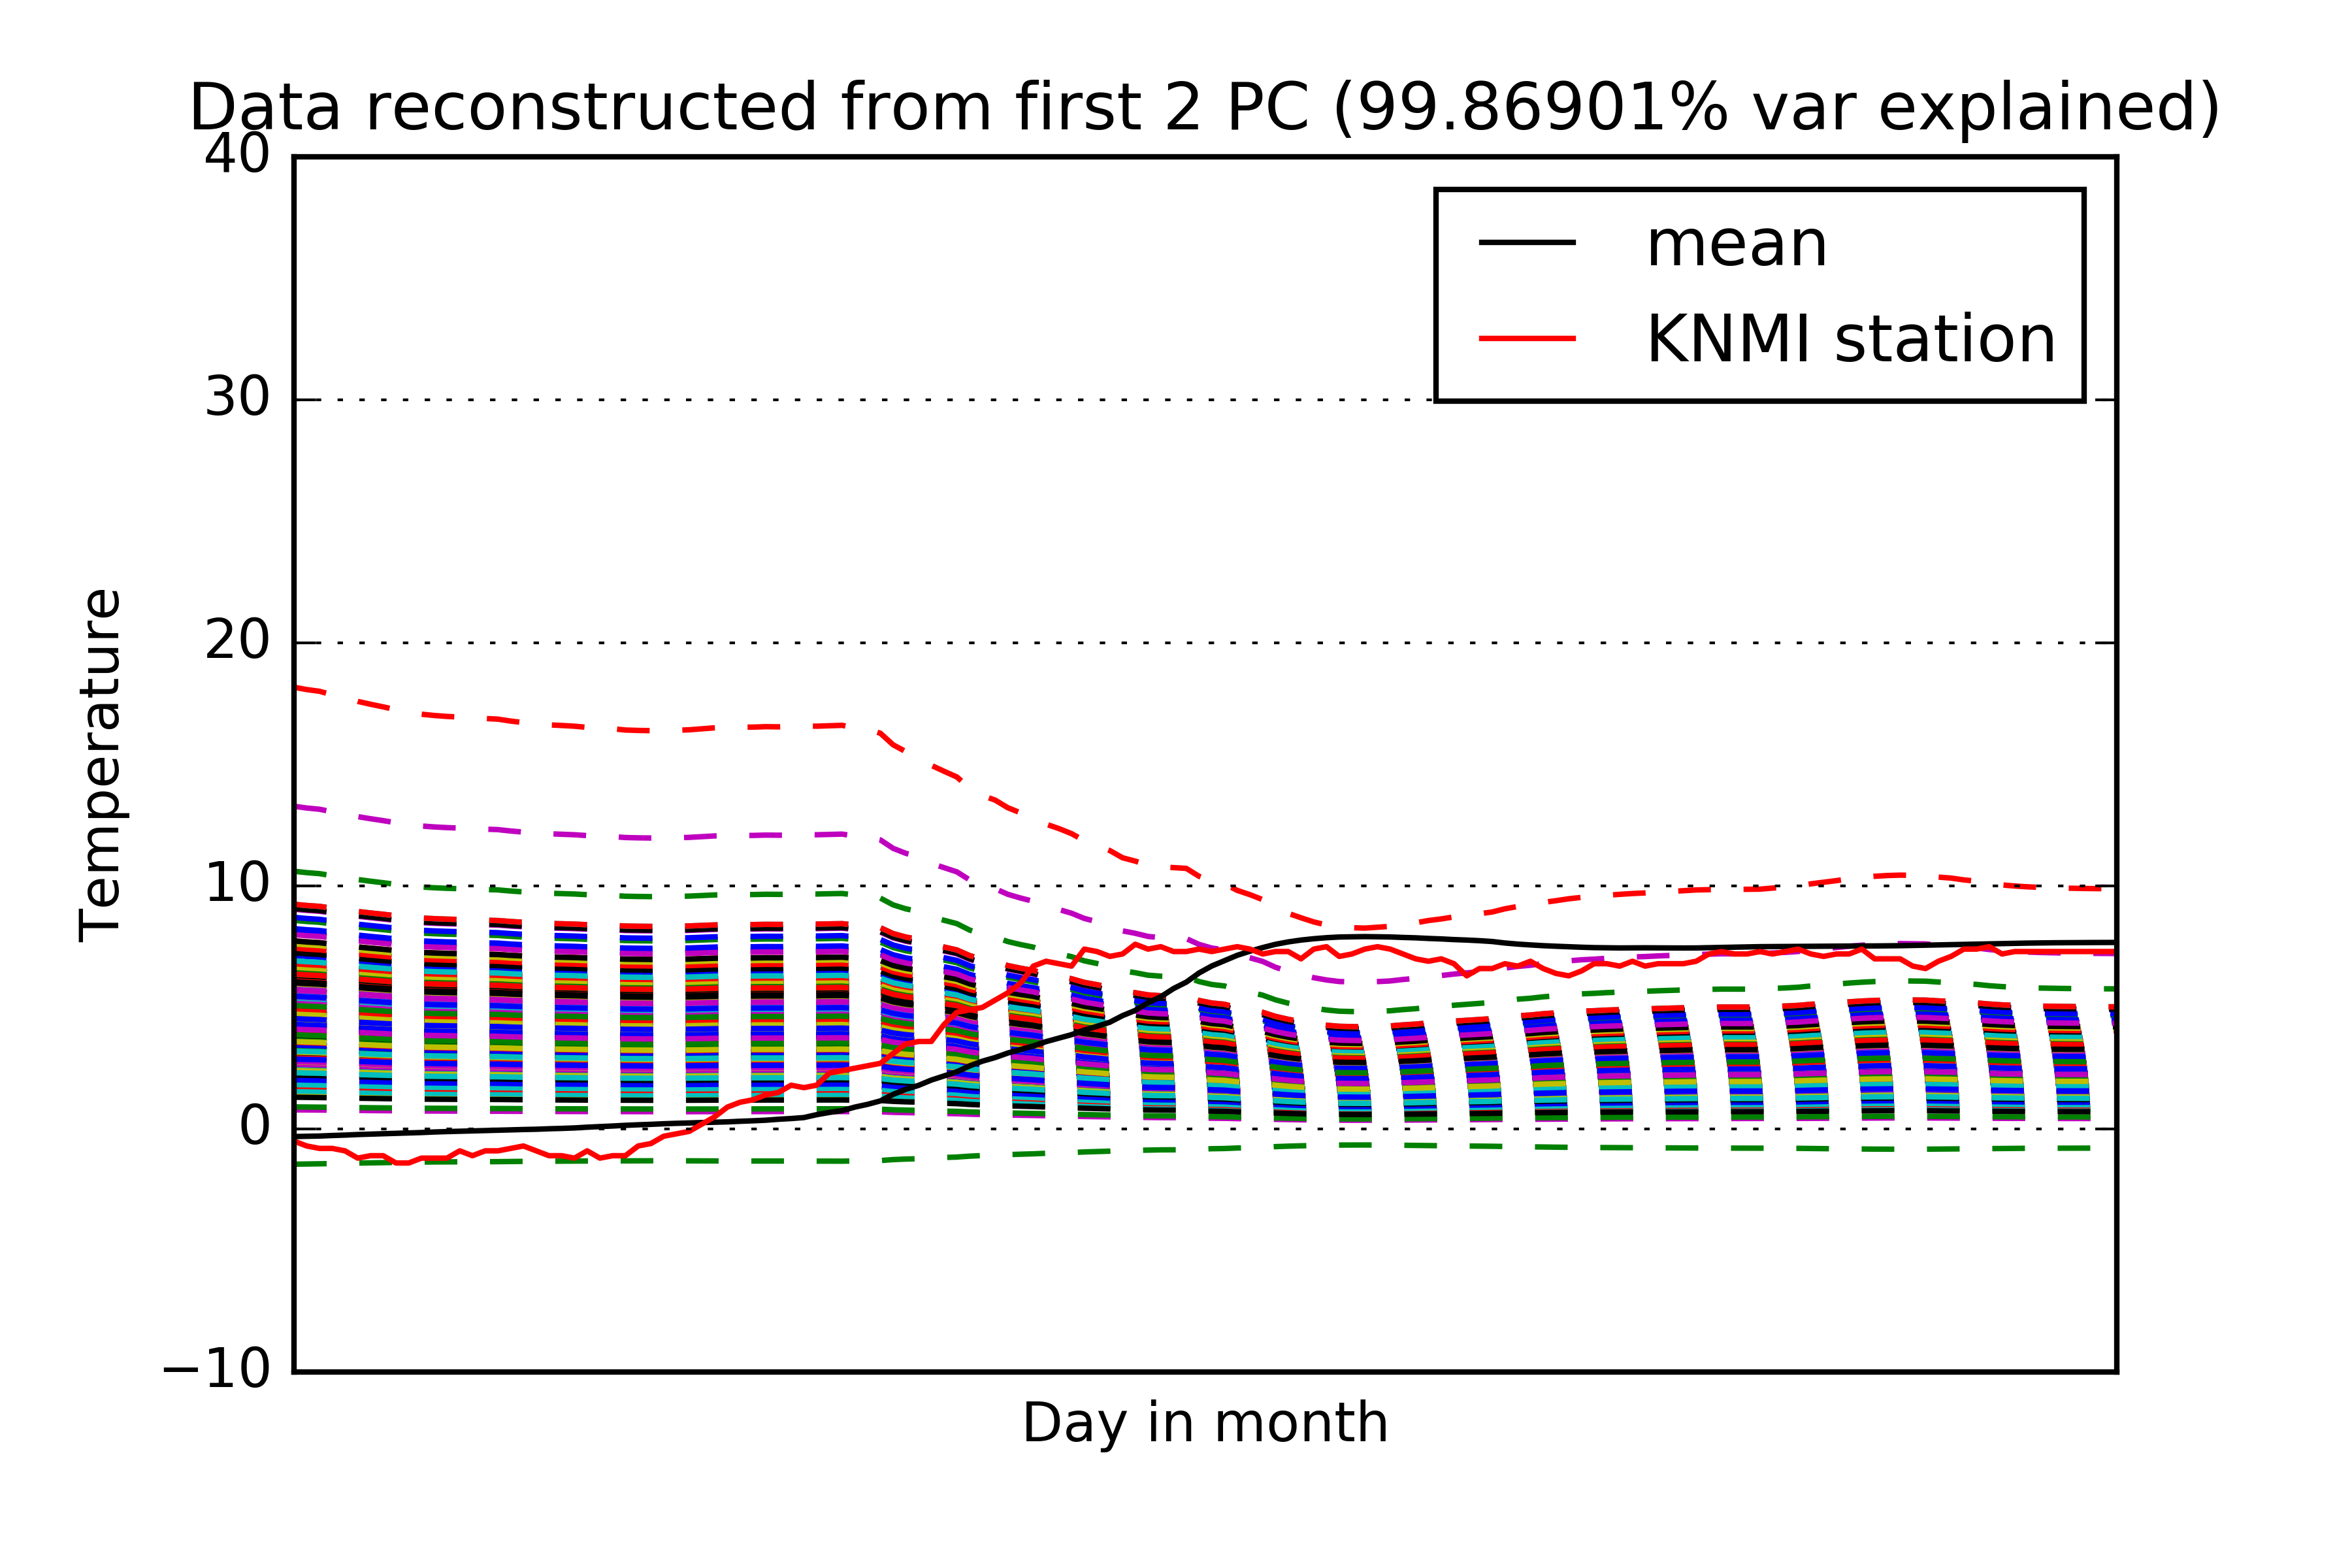 Data reconstructed from first 2 PC (99.86901% var explained)
40
30
20
10
0
−10
Temperature
mean
KNMI station
Day in month